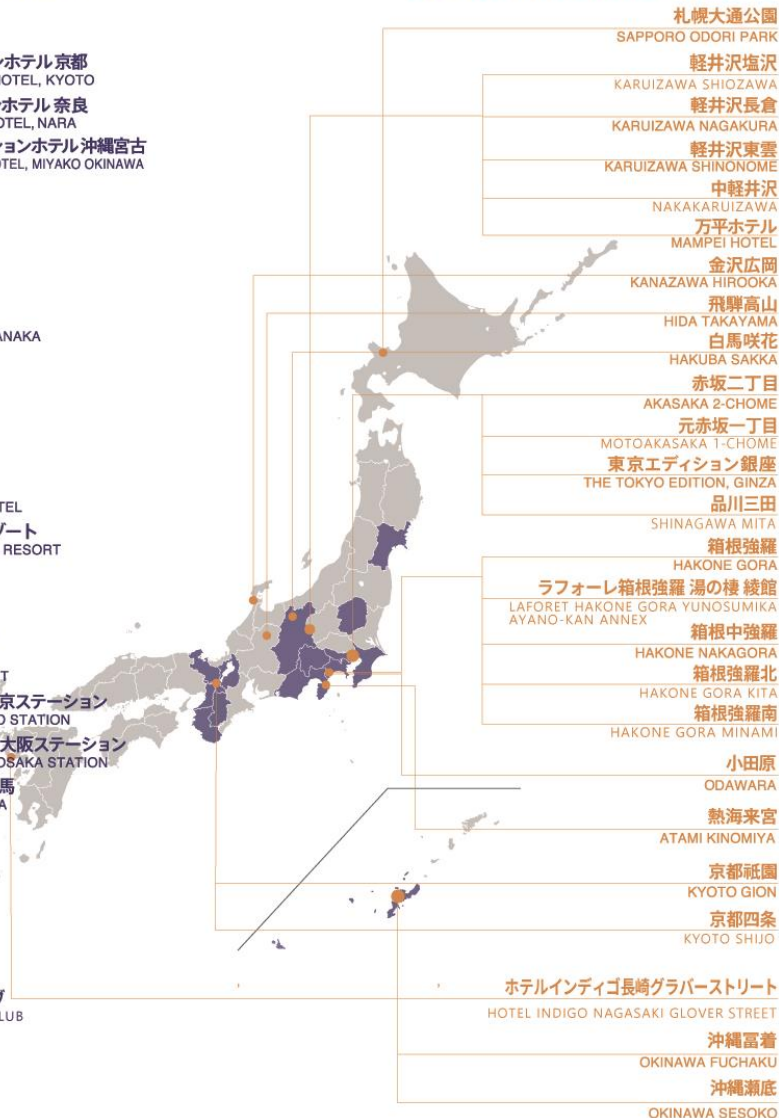 ンホテル 京都
HOTEL, KYOTO
ンホテル 奈良
HOTEL, NARA
ションホテル 沖縄宮古
HOTEL, MIYAKO OKINAWA
ANAKA
TEL
ゾート
RESORT
京ステーション
O STATION
大阪ステーション
OSAKA STATION
馬
A
ブ
LUB
札幌大通公園
SAPPORO ODORI PARK
軽井沢塩沢
KARUIZAWA SHIOZAWA
軽井沢長倉
KARUIZAWA NAGAKURA
軽井沢東雲
KARUIZAWA SHINONOME
中軽井沢
NAKAKARUIZAWA
万平ホテル
MAMPEI HOTEL
金沢広岡
KANAZAWA HIROOKA
飛騨高山
HIDA TAKAYAMA
白馬咲花
HAKUBA SAKKA
赤坂二丁目
AKASAKA 2-CHOME
元赤坂一丁目
MOTOAKASAKA 1-CHOME
東京エディション銀座
THE TOKYO EDITION, GINZA
品川三田
SHINAGAWA MITA
箱根強羅
HAKONE GORA
ラフォーレ箱根強羅 湯の棲 綾館
LAFORET HAKONE GORA YUNOSUMIKA
AYANO-KAN ANNEX
箱根中強羅
HAKONE NAKAGORA
箱根強羅北
HAKONE GORA KITA
箱根強羅南
HAKONE GORA MINAMI
小田原
ODAWARA
熱海来宮
ATAMI KINOMIYA
京都祇園
KYOTO GION
京都四条
KYOTO SHIJO
ホテルインディゴ長崎グラバーストリート
HOTEL INDIGO NAGASAKI GLOVER STREET
沖縄冨着
OKINAWA FUCHAKU
沖縄瀬底
OKINAWA SESOKO